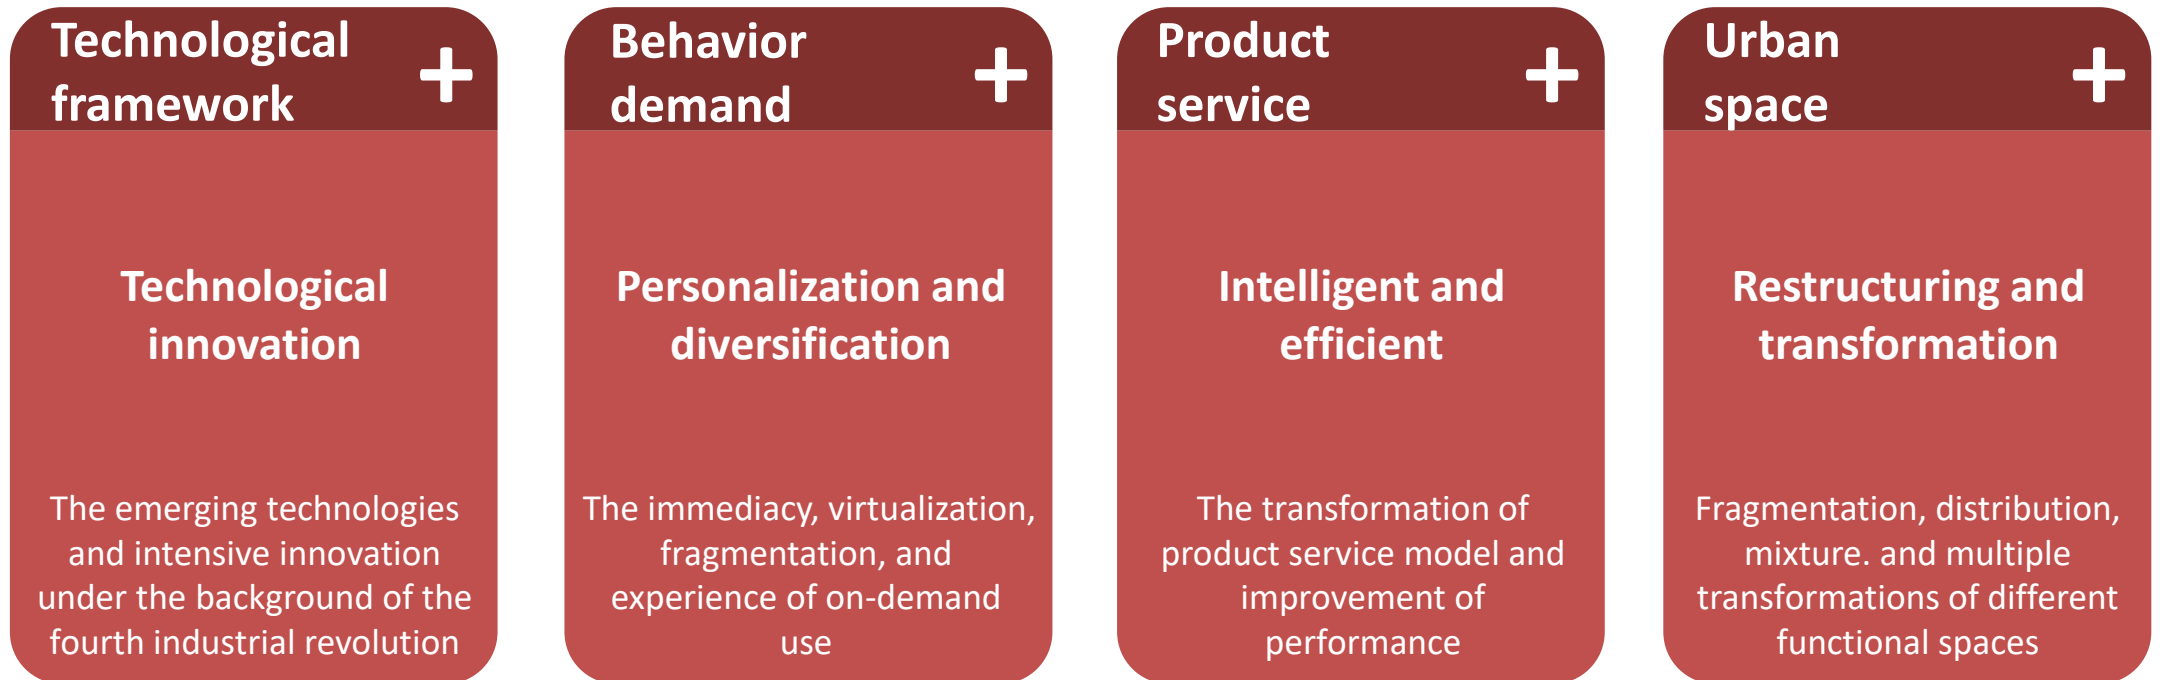 Technological
framework
+
Technological
innovation
The emerging technologies
and intensive innovation
under the background of the
fourth industrial revolution
Behavior
demand
+
Personalization and
diversification
The immediacy, virtualization,
fragmentation, and
experience of on-demand
use
Product
service
+
Intelligent and
efficient
The transformation of
product service model and
improvement of
performance
Urban
space
+
Restructuring and
transformation
Fragmentation, distribution,
mixture. and multiple
transformations of different
functional spaces